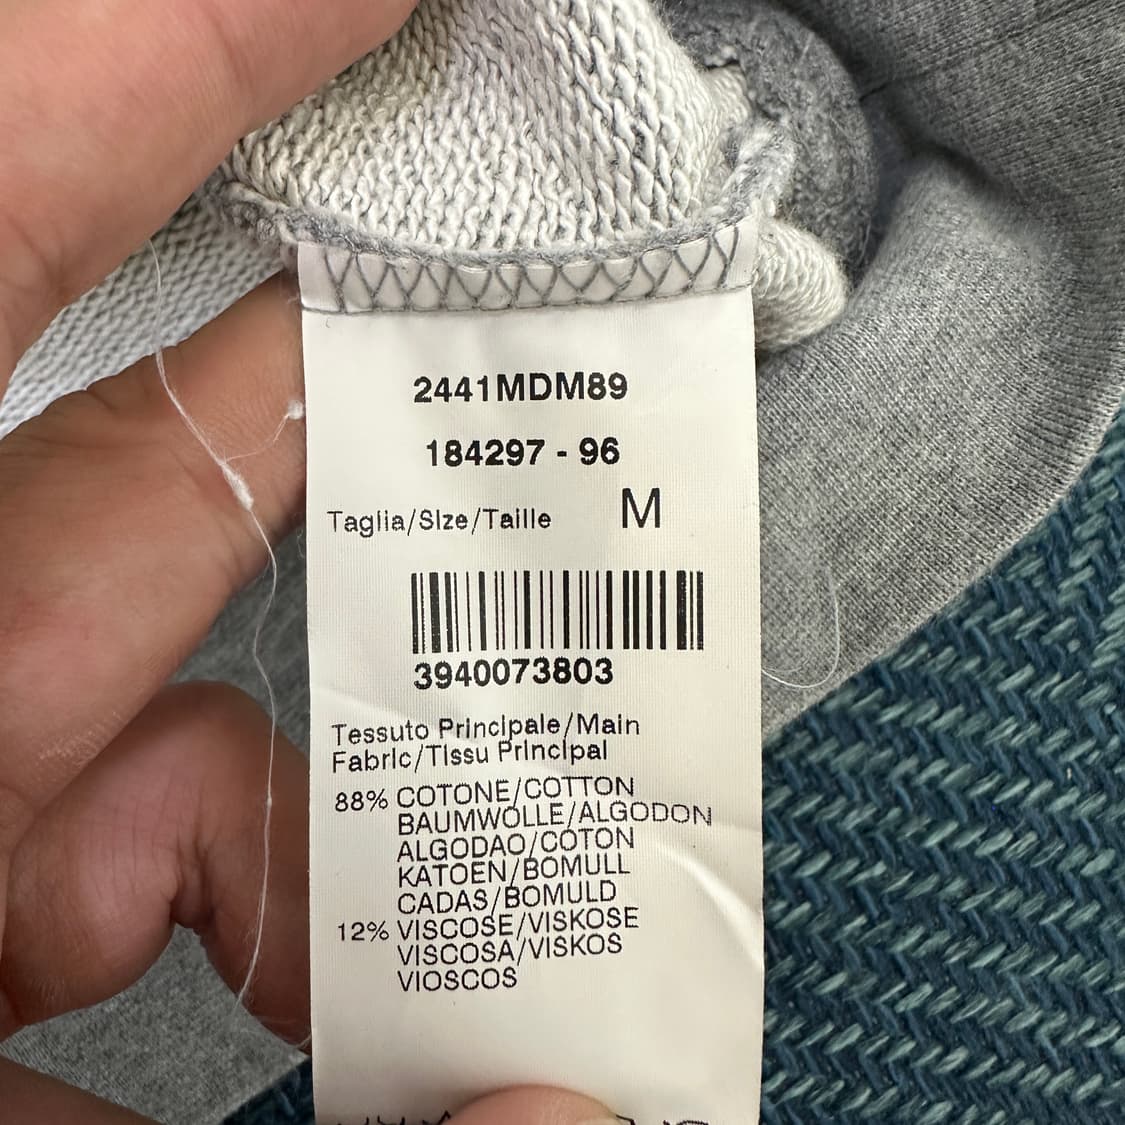 2441MDM89
184297 - 96
Taglia/SIze/Taille M
3940073803
Tessuto Principale/Main
Fabric/Tissu Principal
88% COTONE/COTTON
BAUMWOLLE/ALGODON
ALGODAO/COTON
KATOEN/BOMULL
CADAS/BOMULD
12% VISCOSE/VISKOSE
VISCOSA/VISKOS
VIOSCOS